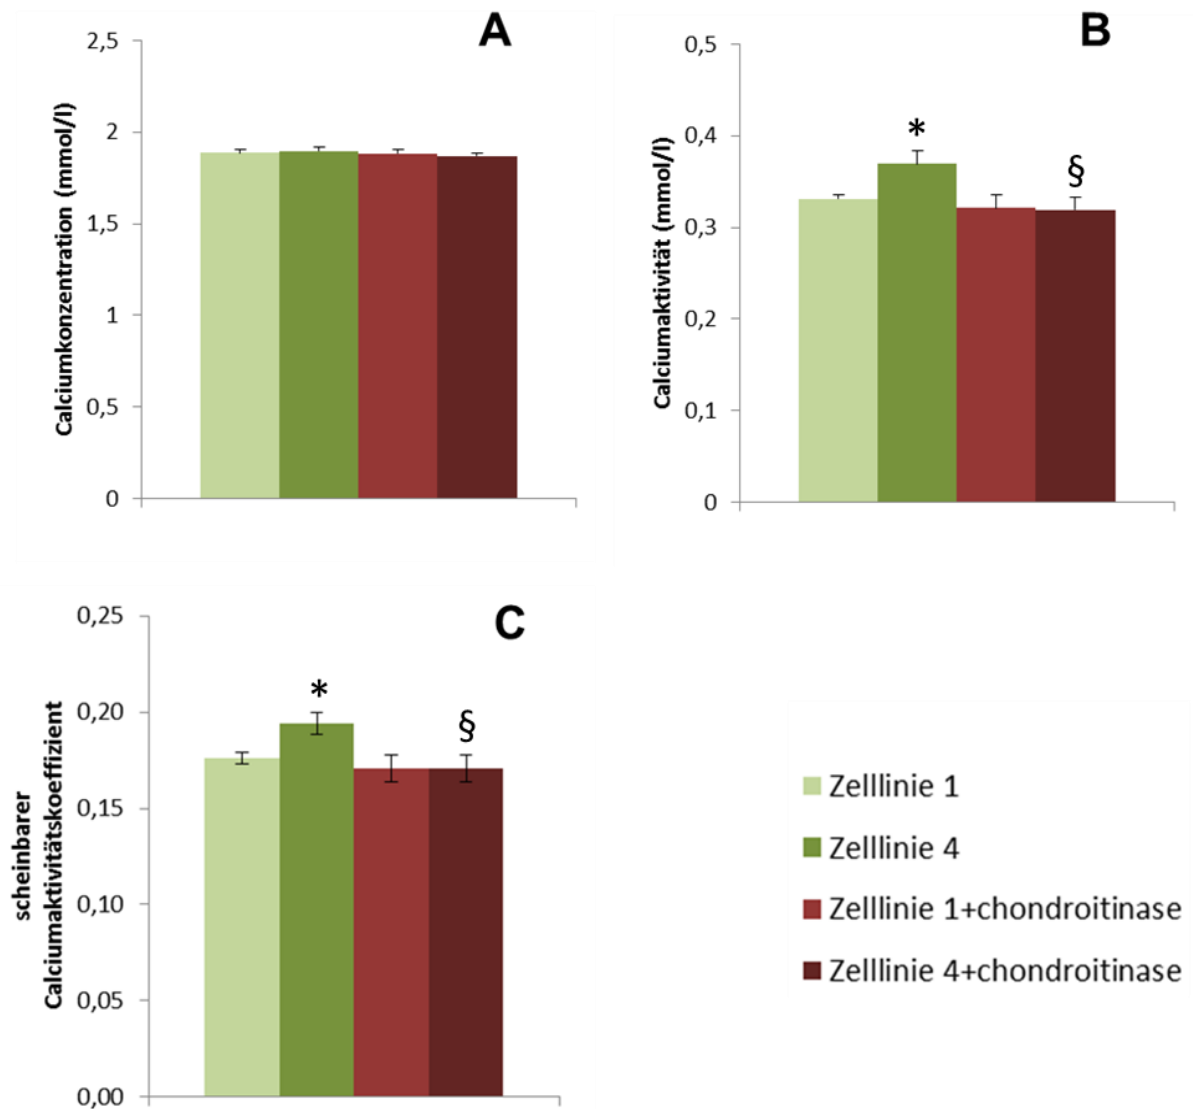 A
Calciumkonzentration (mmol/l)
2,5
2
1,5
1
0,5
0
B
Calciumaktivität (mmol/l)
0,5
0,4
0,3
0,2
0,1
0
*
§
C
scheinbarer
Calciumaktivitätskoeffizient
0,25
0,20
0,15
0,10
0,05
0,00
*
§
Zelllinie 1
Zelllinie 4
Zelllinie 1+chondroitinase
Zelllinie 4+chondroitinase